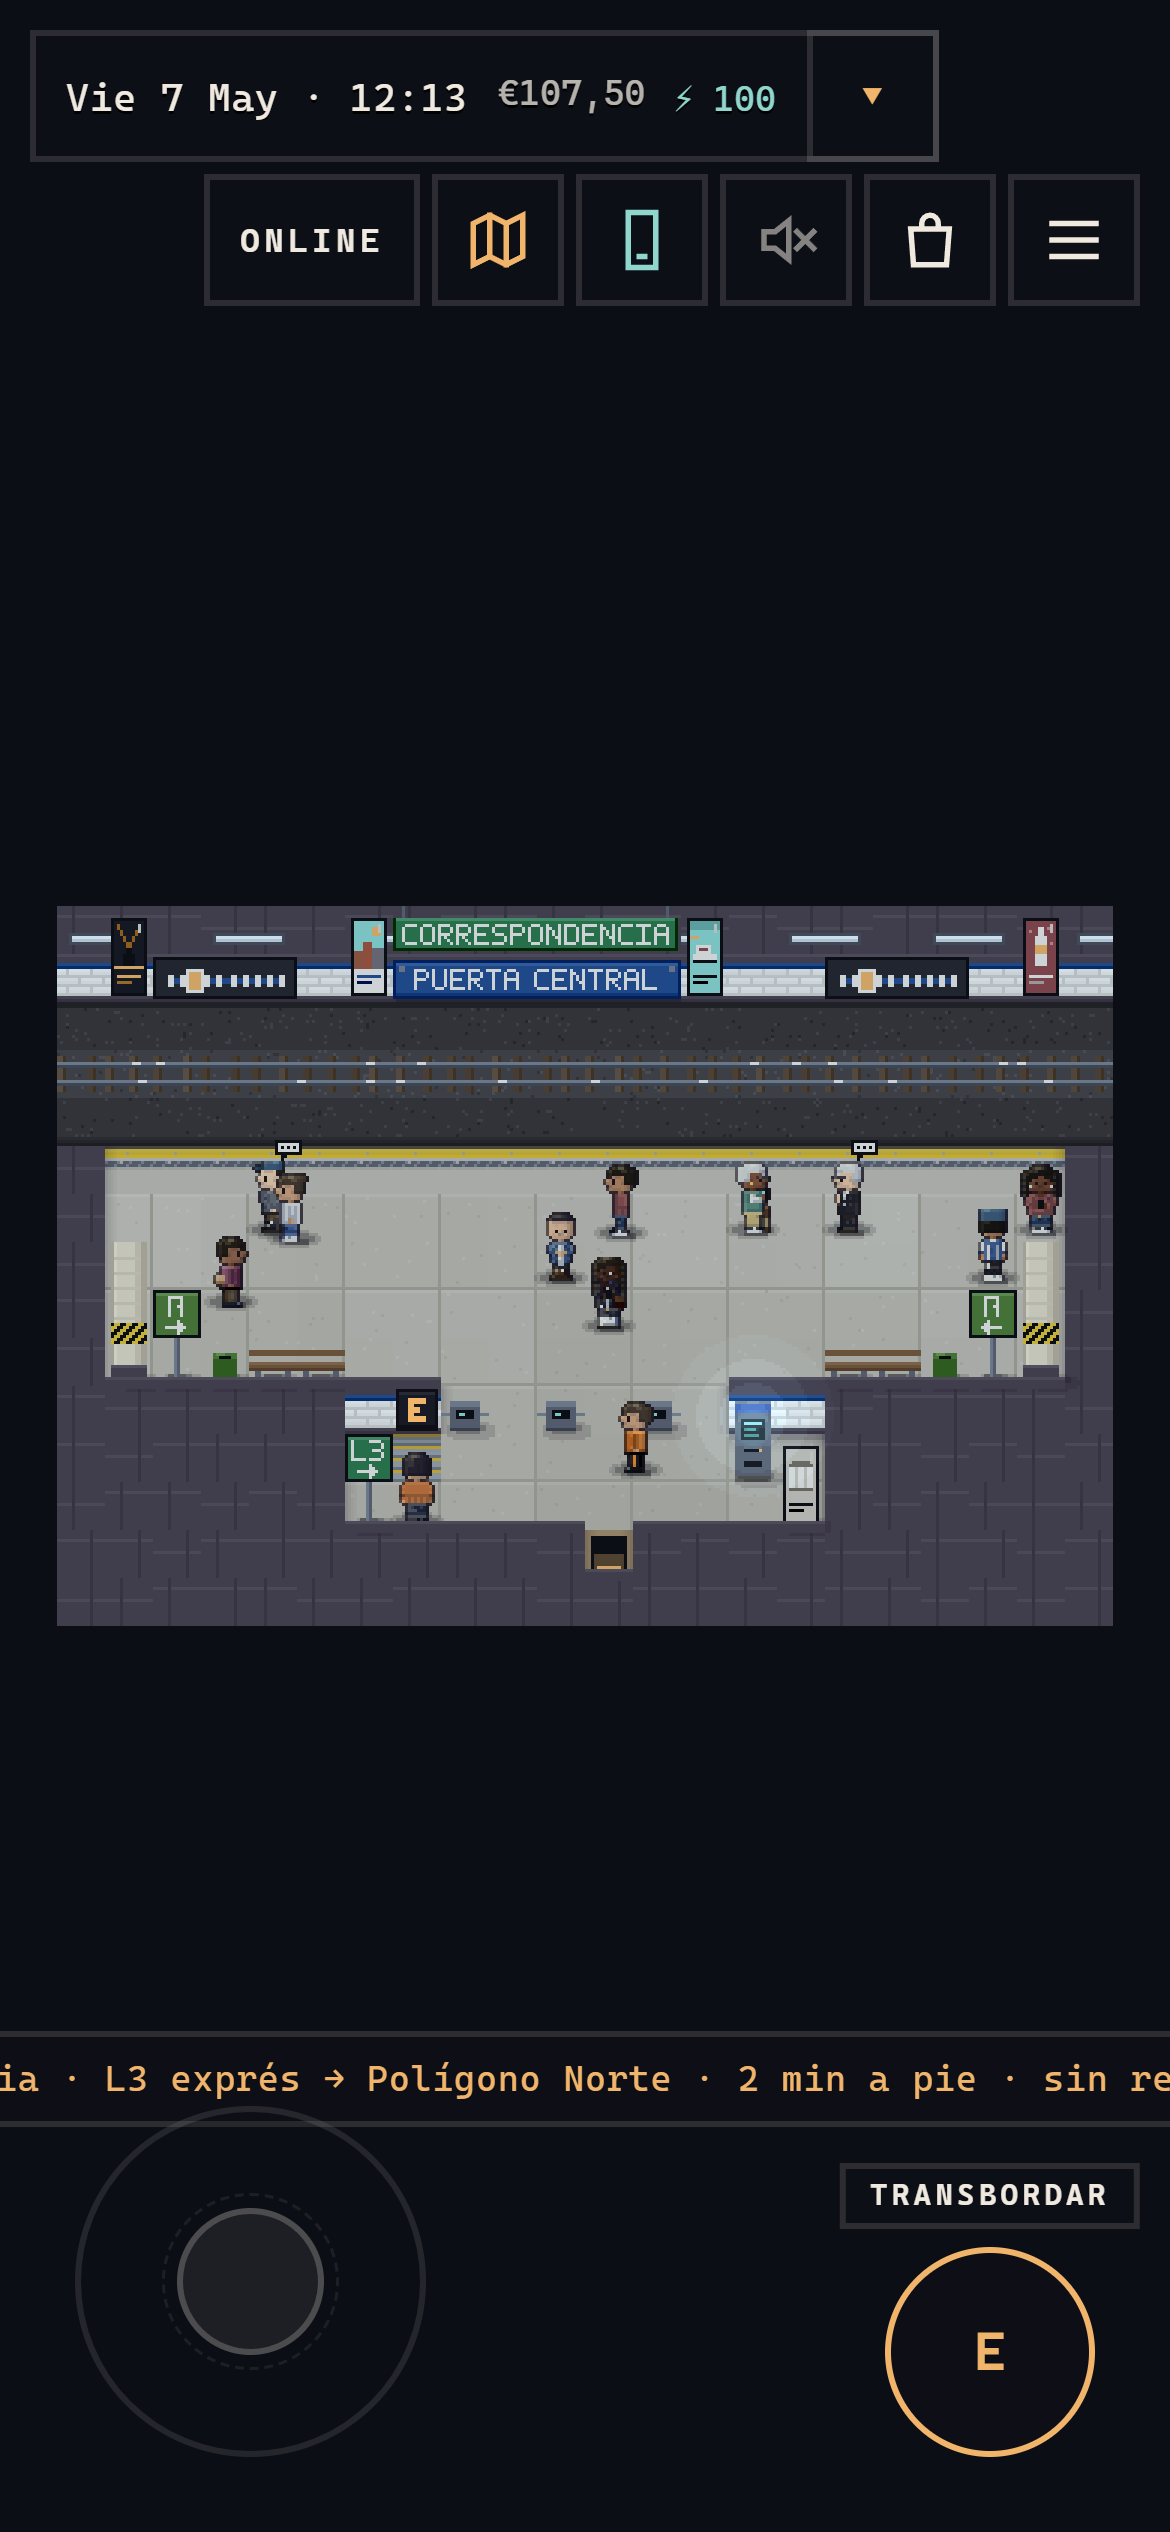 Vie 7 May · 12:13 €107,50 ⚡ 100
ONLINE
CORRESPONDENCIA
PUERTA CENTRAL
E
L3
ia · L3 exprés → Polígono Norte · 2 min a pie · sin re
TRANSBORDAR
E